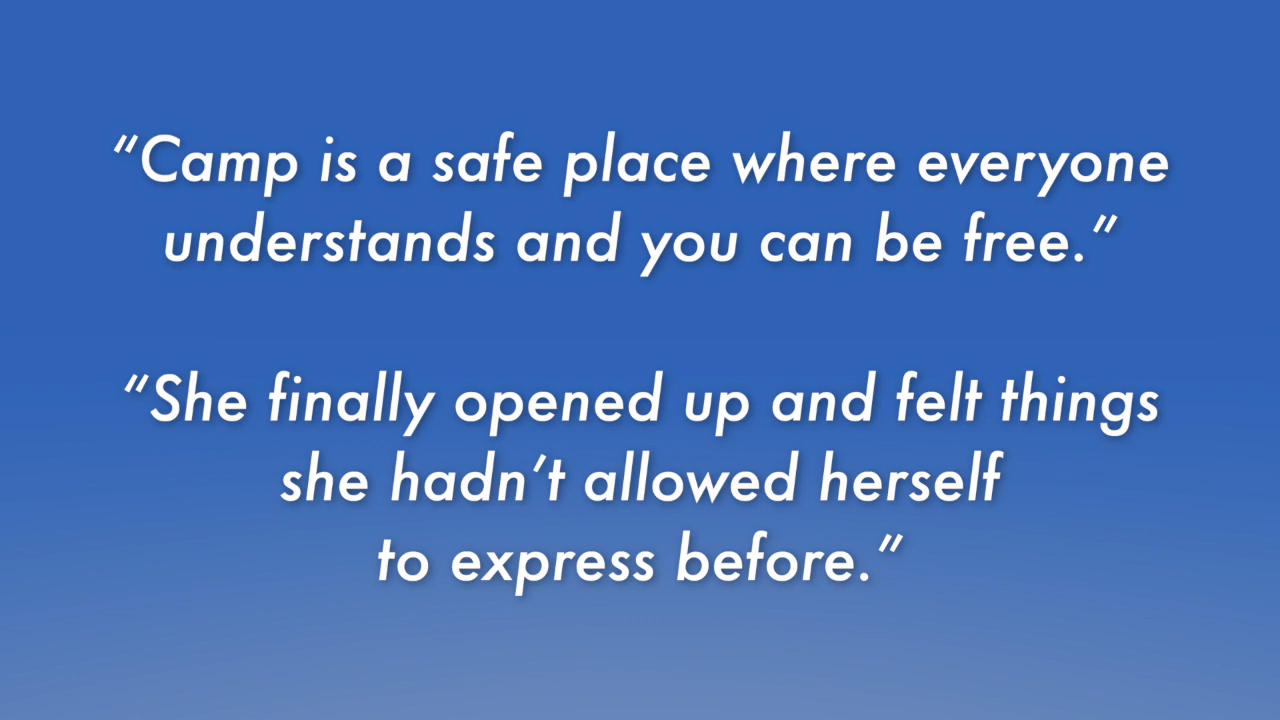 “Camp is a safe place where everyone
understands and you can be free.”
“She finally opened up and felt things
she hadn’t allowed herself
to express before.”